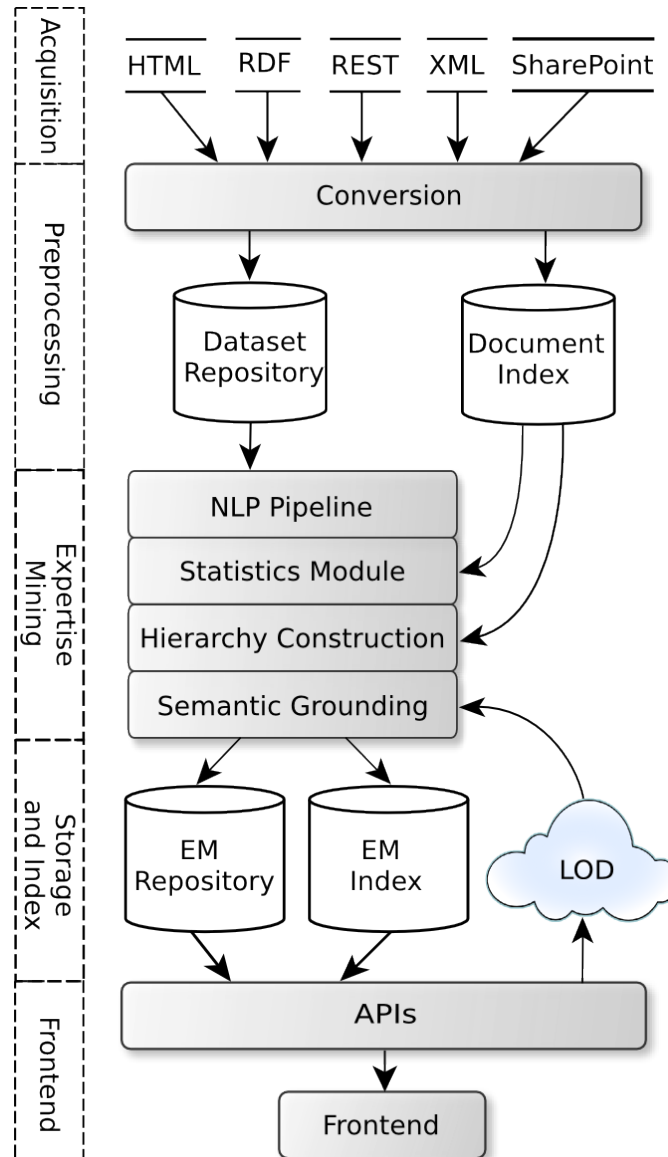 Acquisition
HTML RDF REST XML SharePoint
Preprocessing
Conversion
Dataset
Repository
Document
Index
Expertise
Mining
NLP Pipeline
Statistics Module
Hierarchy Construction
Semantic Grounding
Storage
and Index
EM
Repository
EM
Index
LOD
Frontend
APIs
Frontend